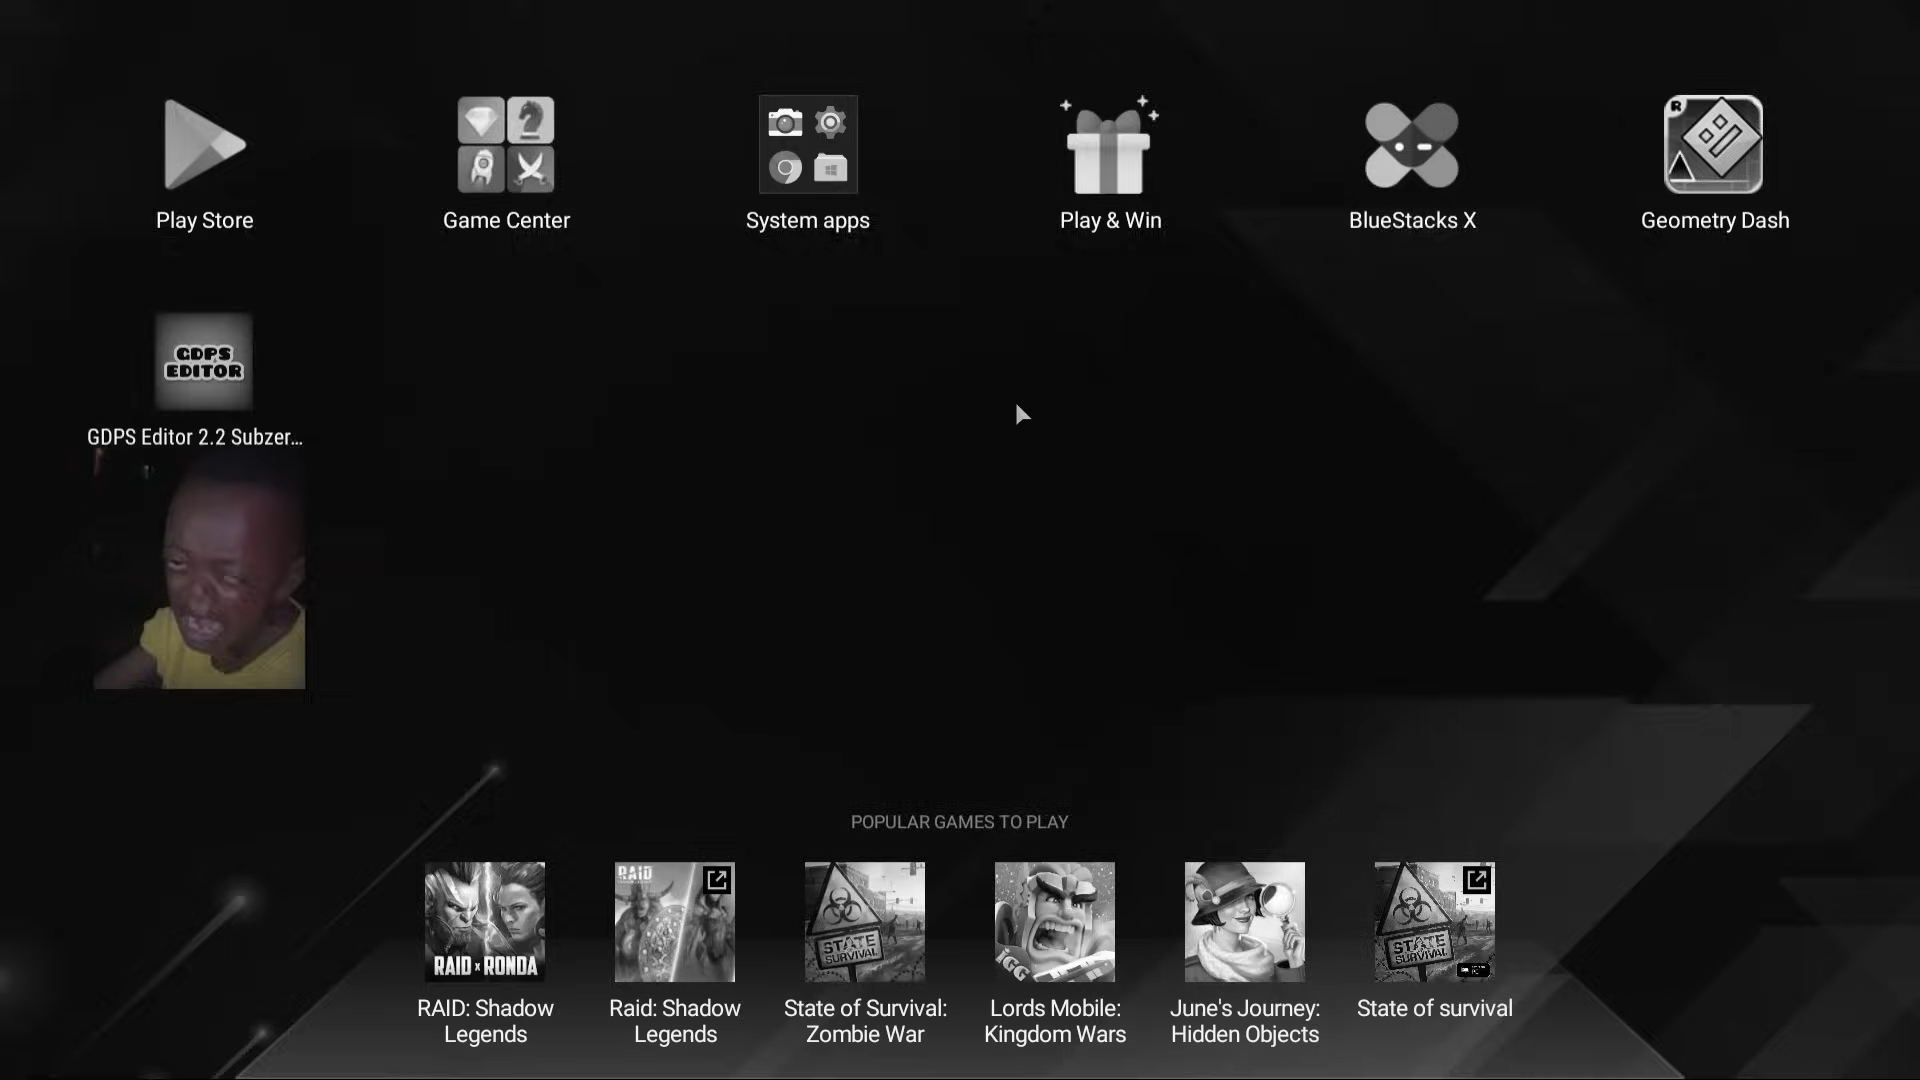 R
Play Store
Game Center
System apps
Play & Win
BlueStacks X
Geometry Dash
GDPS
EDITOR
GDPS Editor 2.2 Subzer...
POPULAR GAMES TO PLAY
RAID x RONDA
RAID
STATE
SURVIVAL
IGG
STATE
SURVIVAL
RAID: Shadow
Legends
Raid: Shadow
Legends
State of Survival:
Zombie War
Lords Mobile:
Kingdom Wars
June's Journey:
Hidden Objects
State of survival